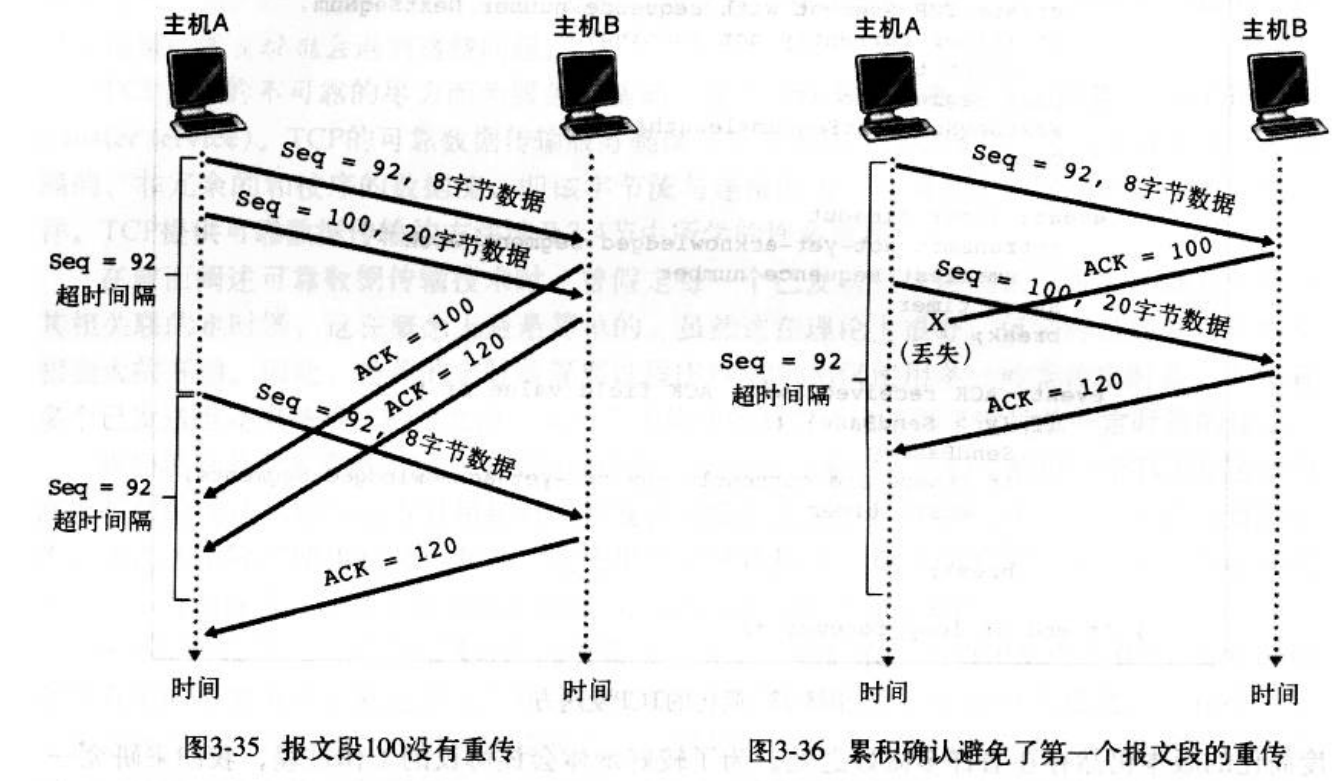 主机A
主机B
Seq = 92, 8字节数据
Seq = 100, 20字节数据
Seq = 92
超时间隔
ACK = 100
ACK = 120
Seq = 92, 8字节数据
Seq = 92
超时间隔
ACK = 120
时间
时间
图3-35 报文段100没有重传
主机A
主机B
Seq = 92, 8字节数据
ACK = 100
Seq = 100, 20字节数据
X
(丢失)
Seq = 92
超时间隔
ACK = 120
时间
时间
图3-36 累积确认避免了第一个报文段的重传